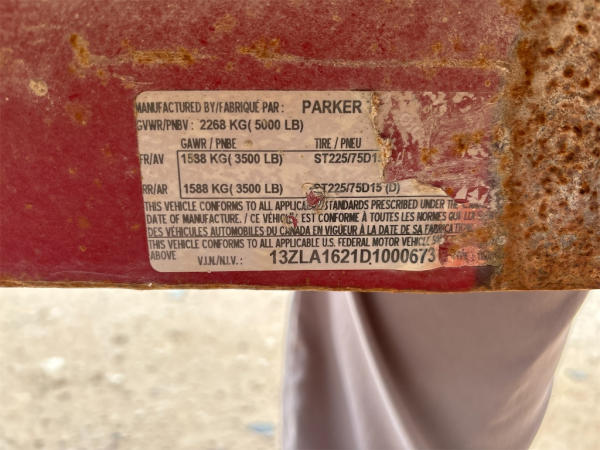 MANUFACTURED BY/FABRIQUÉ PAR : PARKER
GVWR/PNBV : 2268 KG( 5000 LB)
GAWR / PNBE TIRE / PNEU
FR/AV 1588 KG( 3500 LB) ST225/75D1
RR/AR 1588 KG( 3500 LB) ST225/75D15 (D)
THIS VEHICLE CONFORMS TO ALL APPLICABLE STANDARDS PRESCRIBED UNDER THE
DATE OF MANUFACTURE. / CE VÉHICULE EST CONFORME À TOUTES LES NORMES QUI LUI
DES VÉHICULES AUTOMOBILES DU CANADA EN VIGUEUR À LA DATE DE SA FABRICATION
THIS VEHICLE CONFORMS TO ALL APPLICABLE U.S. FEDERAL MOTOR VEHICLE
ABOVE V.I.N./N.I.V. : 13ZLA1621D1000673